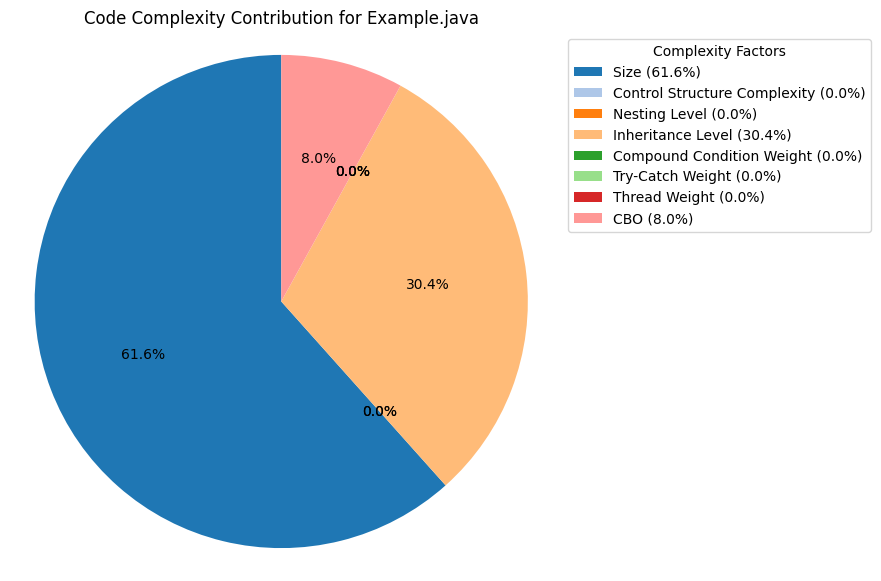 Code Complexity Contribution for Example.java
Complexity Factors
Size (61.6%)
Control Structure Complexity (0.0%)
Nesting Level (0.0%)
Inheritance Level (30.4%)
Compound Condition Weight (0.0%)
Try-Catch Weight (0.0%)
Thread Weight (0.0%)
CBO (8.0%)
8.0%
0.0%
30.4%
61.6%
0.0%